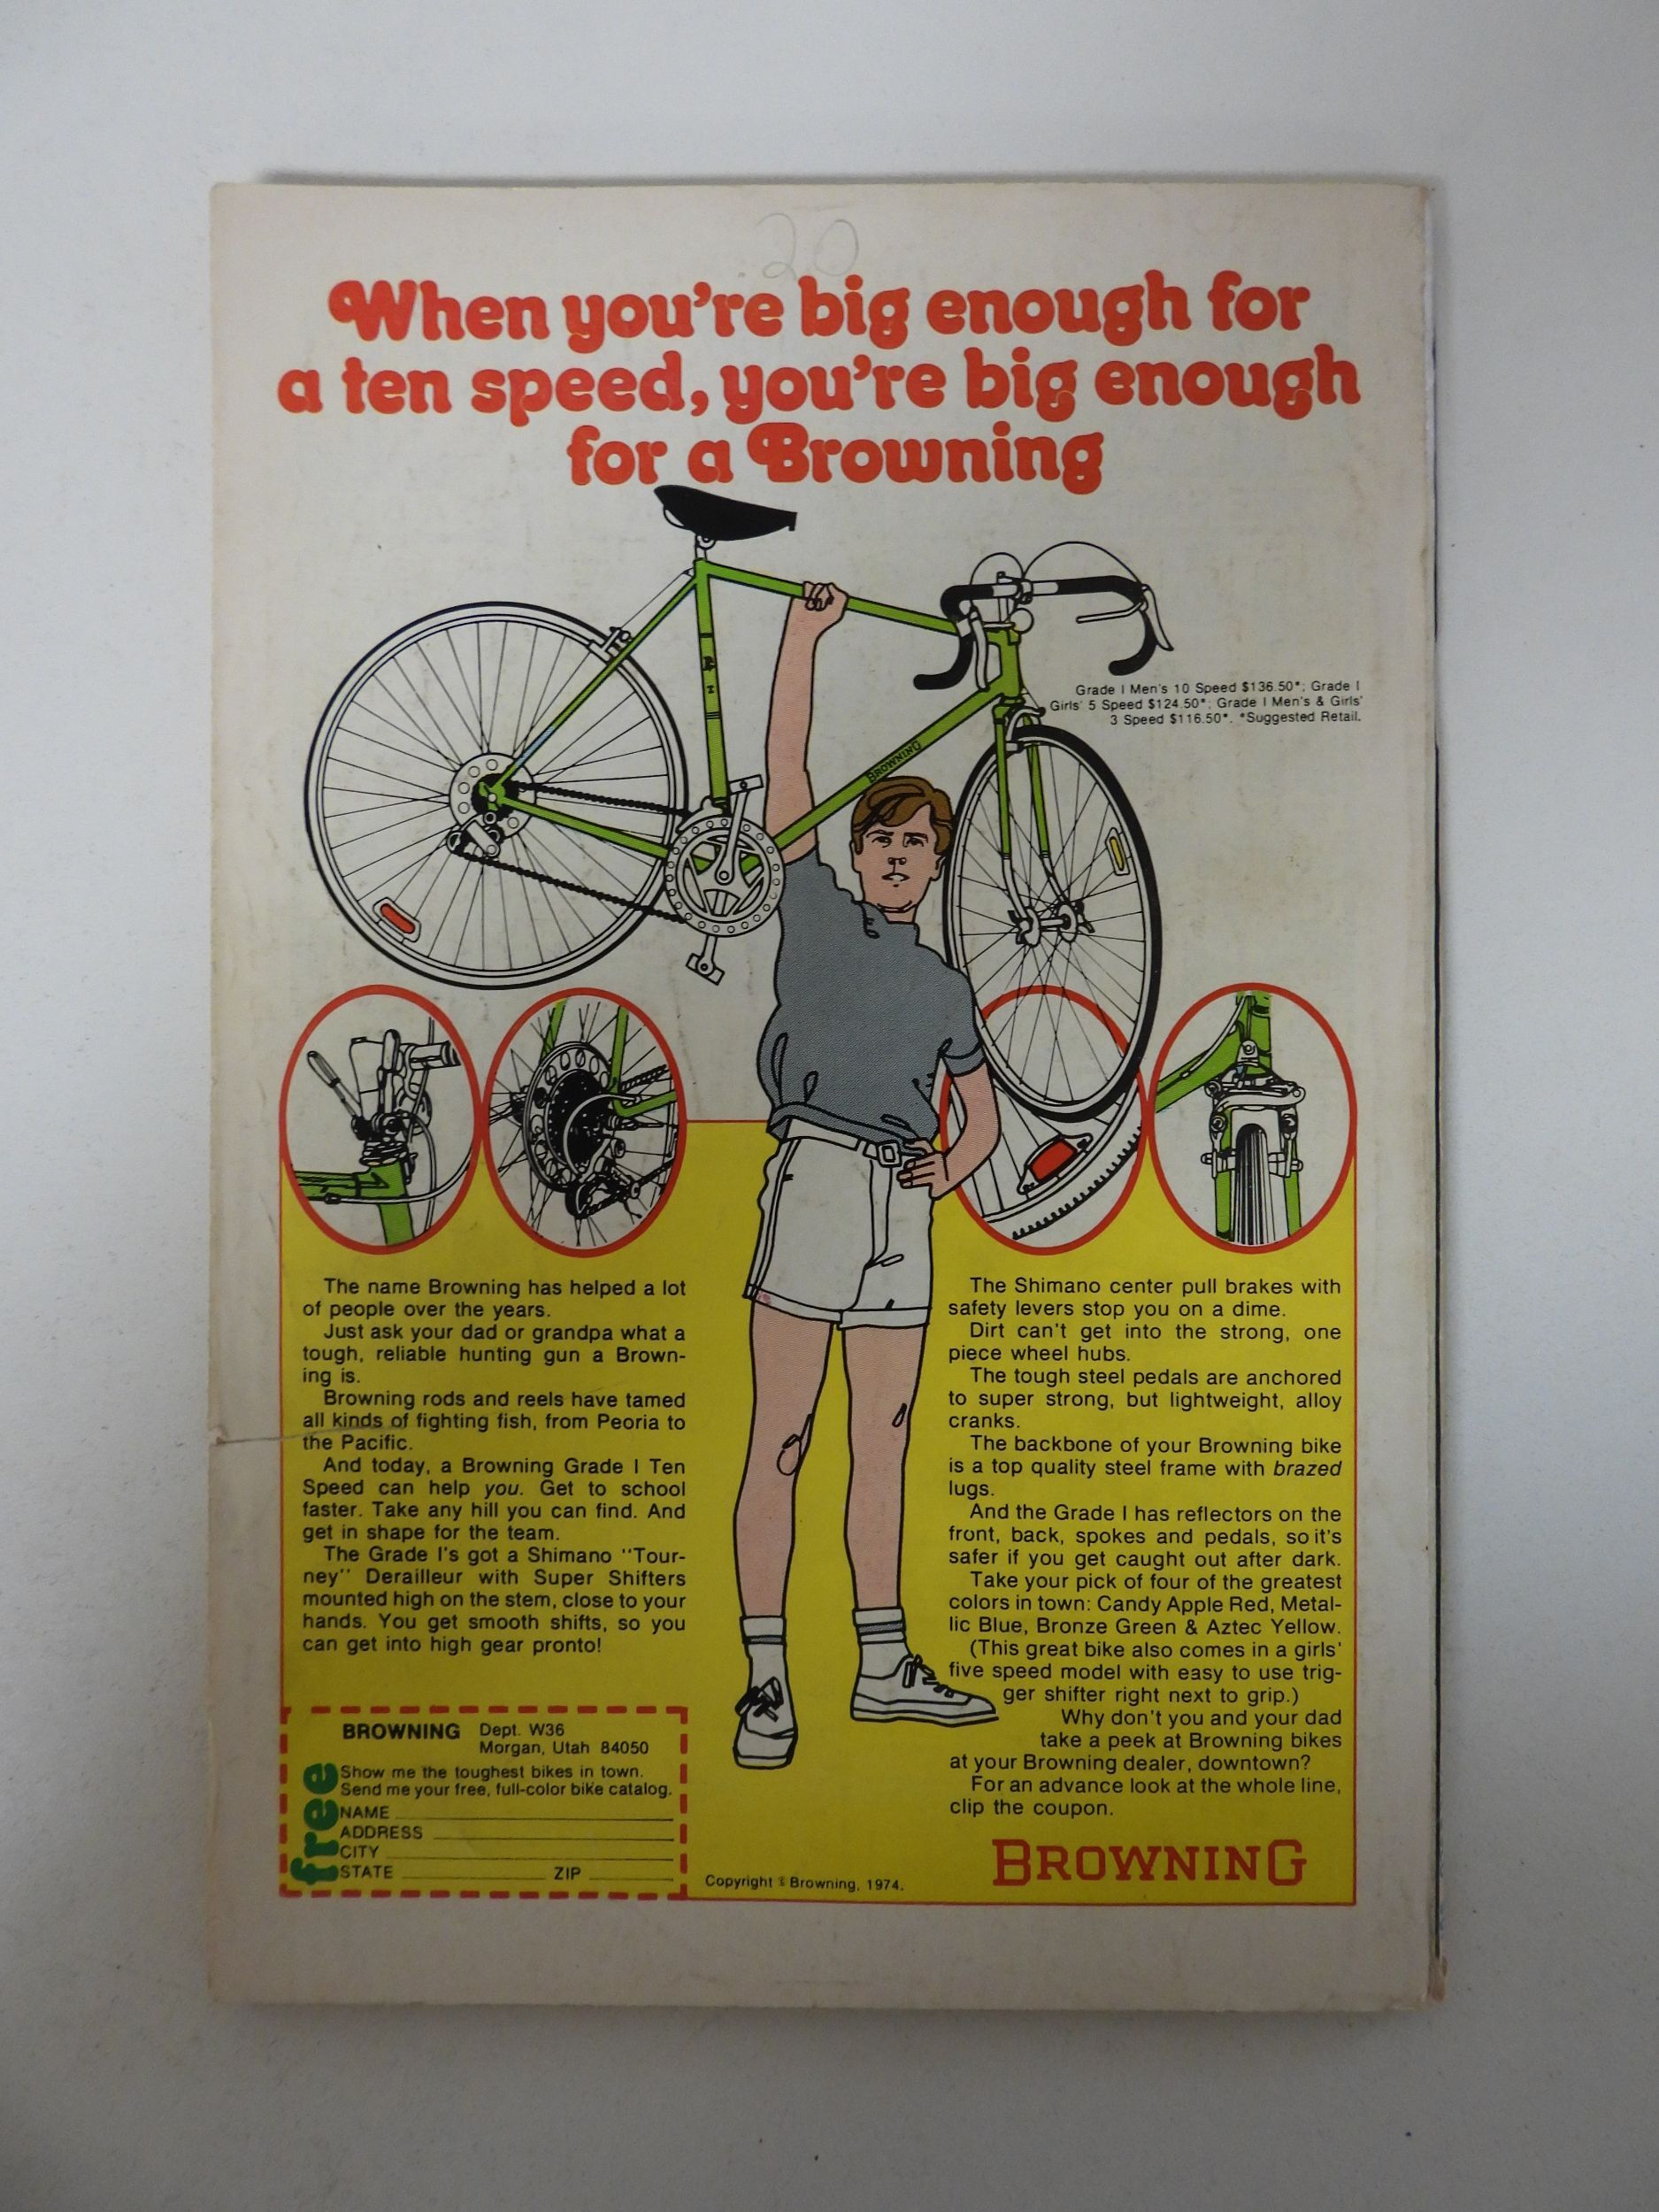 20
When you're big enough for
a ten speed, you're big enough
for a Browning
Grade I Men's 10 Speed $136.50*; Grade I
Girls' 5 Speed $124.50*; Grade I Men's & Girls'
3 Speed $116.50*. *Suggested Retail.
BROWNING
The name Browning has helped a lot
of people over the years.
Just ask your dad or grandpa what a
tough, reliable hunting gun a Brown-
ing is.
Browning rods and reels have tamed
all kinds of fighting fish, from Peoria to
the Pacific.
And today, a Browning Grade I Ten
Speed can help you. Get to school
faster. Take any hill you can find. And
get in shape for the team.
The Grade I's got a Shimano "Tour-
ney" Derailleur with Super Shifters
mounted high on the stem, close to your
hands. You get smooth shifts, so you
can get into high gear pronto!
The Shimano center pull brakes with
safety levers stop you on a dime.
Dirt can't get into the strong, one
piece wheel hubs.
The tough steel pedals are anchored
to super strong, but lightweight, alloy
cranks.
The backbone of your Browning bike
is a top quality steel frame with brazed
lugs.
And the Grade I has reflectors on the
front, back, spokes and pedals, so it's
safer if you get caught out after dark.
Take your pick of four of the greatest
colors in town: Candy Apple Red, Metal-
lic Blue, Bronze Green & Aztec Yellow.
(This great bike also comes in a girls'
five speed model with easy to use trig-
ger shifter right next to grip.)
Why don't you and your dad
take a peek at Browning bikes
at your Browning dealer, downtown?
For an advance look at the whole line,
clip the coupon.
BROWNING Dept. W36
Morgan, Utah 84050
free
Show me the toughest bikes in town.
Send me your free, full-color bike catalog.
NAME
ADDRESS
CITY
STATE ZIP
Copyright © Browning, 1974.
BROWNING